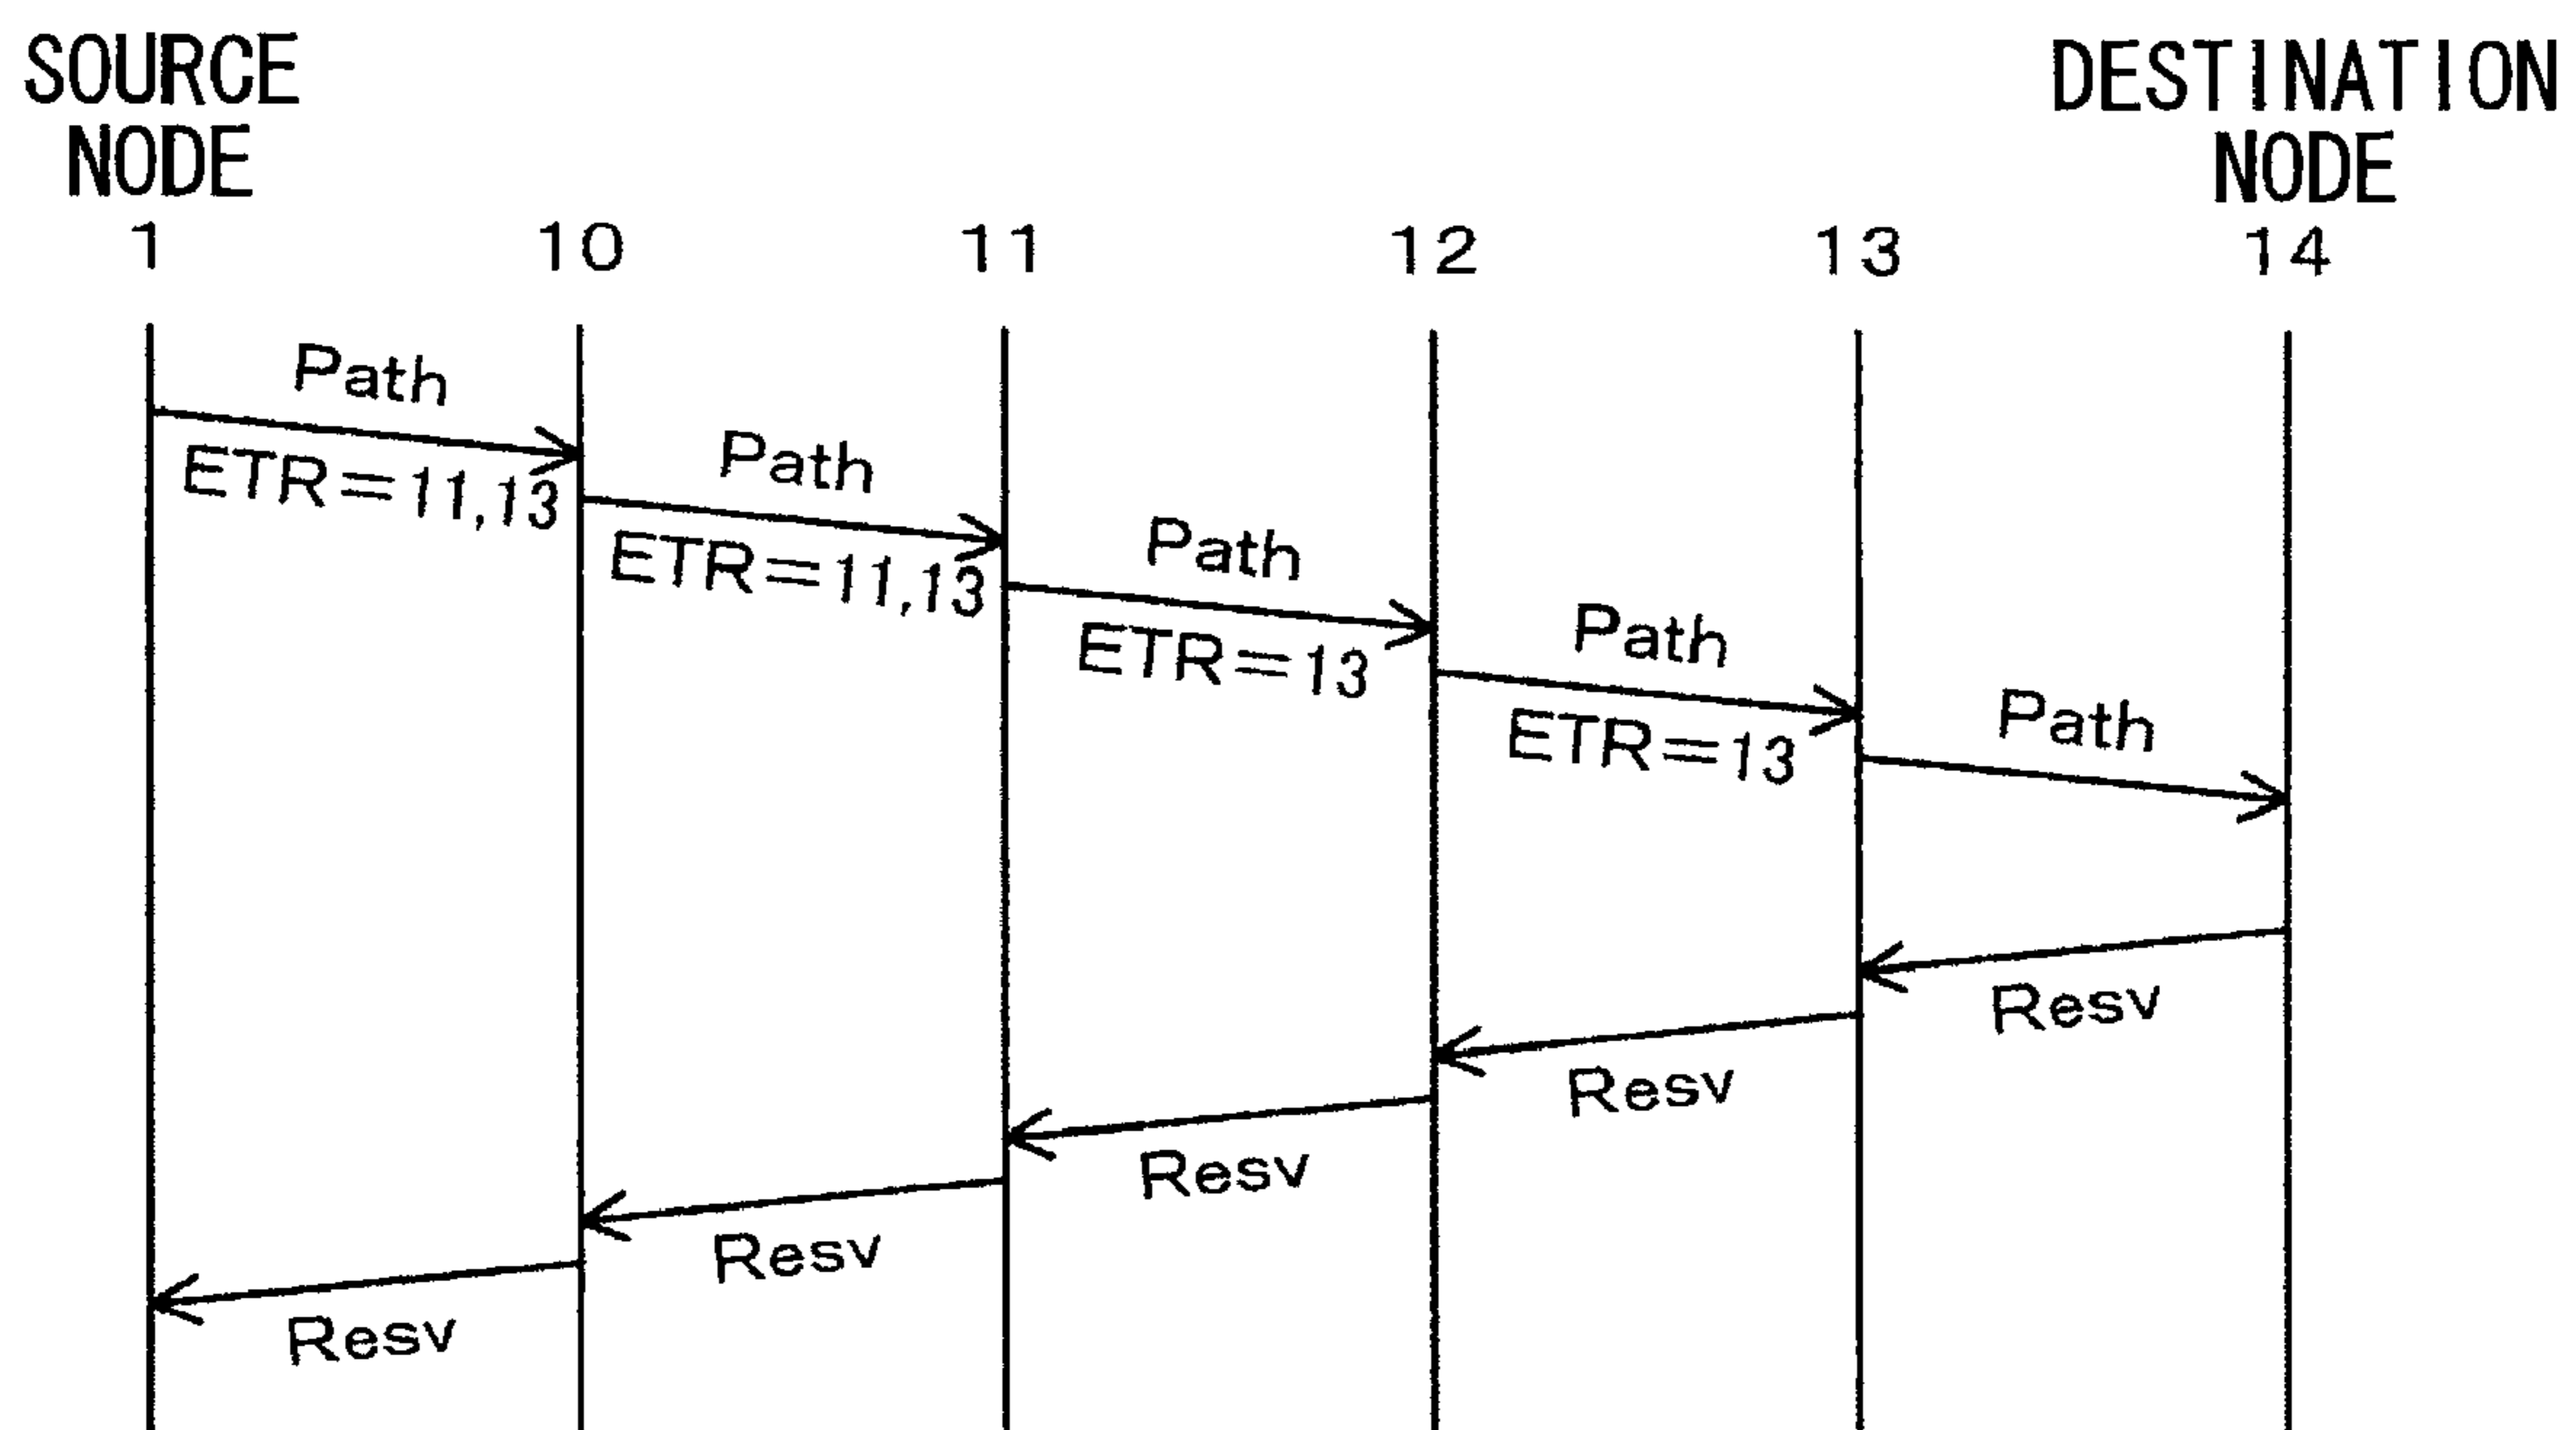 SOURCE
NODE
DESTINATION
NODE
1
10
11
12
13
14
Path
ETR=11,13
Path
ETR=11,13
Path
ETR=13
Path
ETR=13
Path
Resv
Resv
Resv
Resv
Resv